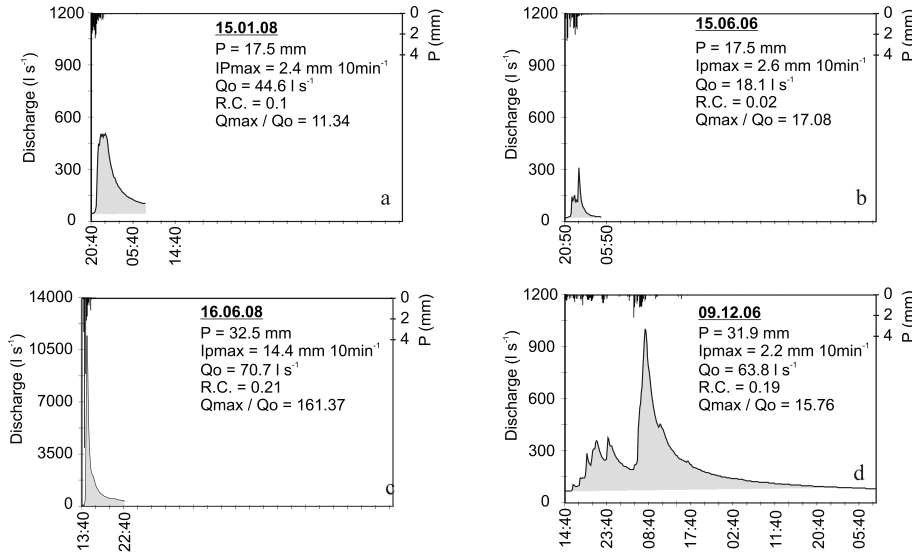 1200
900
600
300
0
Discharge (l s⁻¹)
0
2
4
P (mm)
15.01.08
P = 17.5 mm
IPmax = 2.4 mm 10min⁻¹
Qo = 44.6 l s⁻¹
R.C. = 0.1
Qmax / Qo = 11.34
a
20:40
05:40
14:40
1200
900
600
300
0
Discharge (l s⁻¹)
0
2
4
P (mm)
15.06.06
P = 17.5 mm
Ipmax = 2.6 mm 10min⁻¹
Qo = 18.1 l s⁻¹
R.C. = 0.02
Qmax / Qo = 17.08
b
20:50
05:50
14000
10500
7000
3500
0
Discharge (l s⁻¹)
0
2
4
P (mm)
16.06.08
P = 32.5 mm
Ipmax = 14.4 mm 10min⁻¹
Qo = 70.7 l s⁻¹
R.C. = 0.21
Qmax / Qo = 161.37
c
13:40
22:40
1200
900
600
300
0
Discharge (l s⁻¹)
0
2
4
P (mm)
09.12.06
P = 31.9 mm
Ipmax = 2.2 mm 10min⁻¹
Qo = 63.8 l s⁻¹
R.C. = 0.19
Qmax / Qo = 15.76
d
14:40
23:40
08:40
17:40
02:40
11:40
20:40
05:40